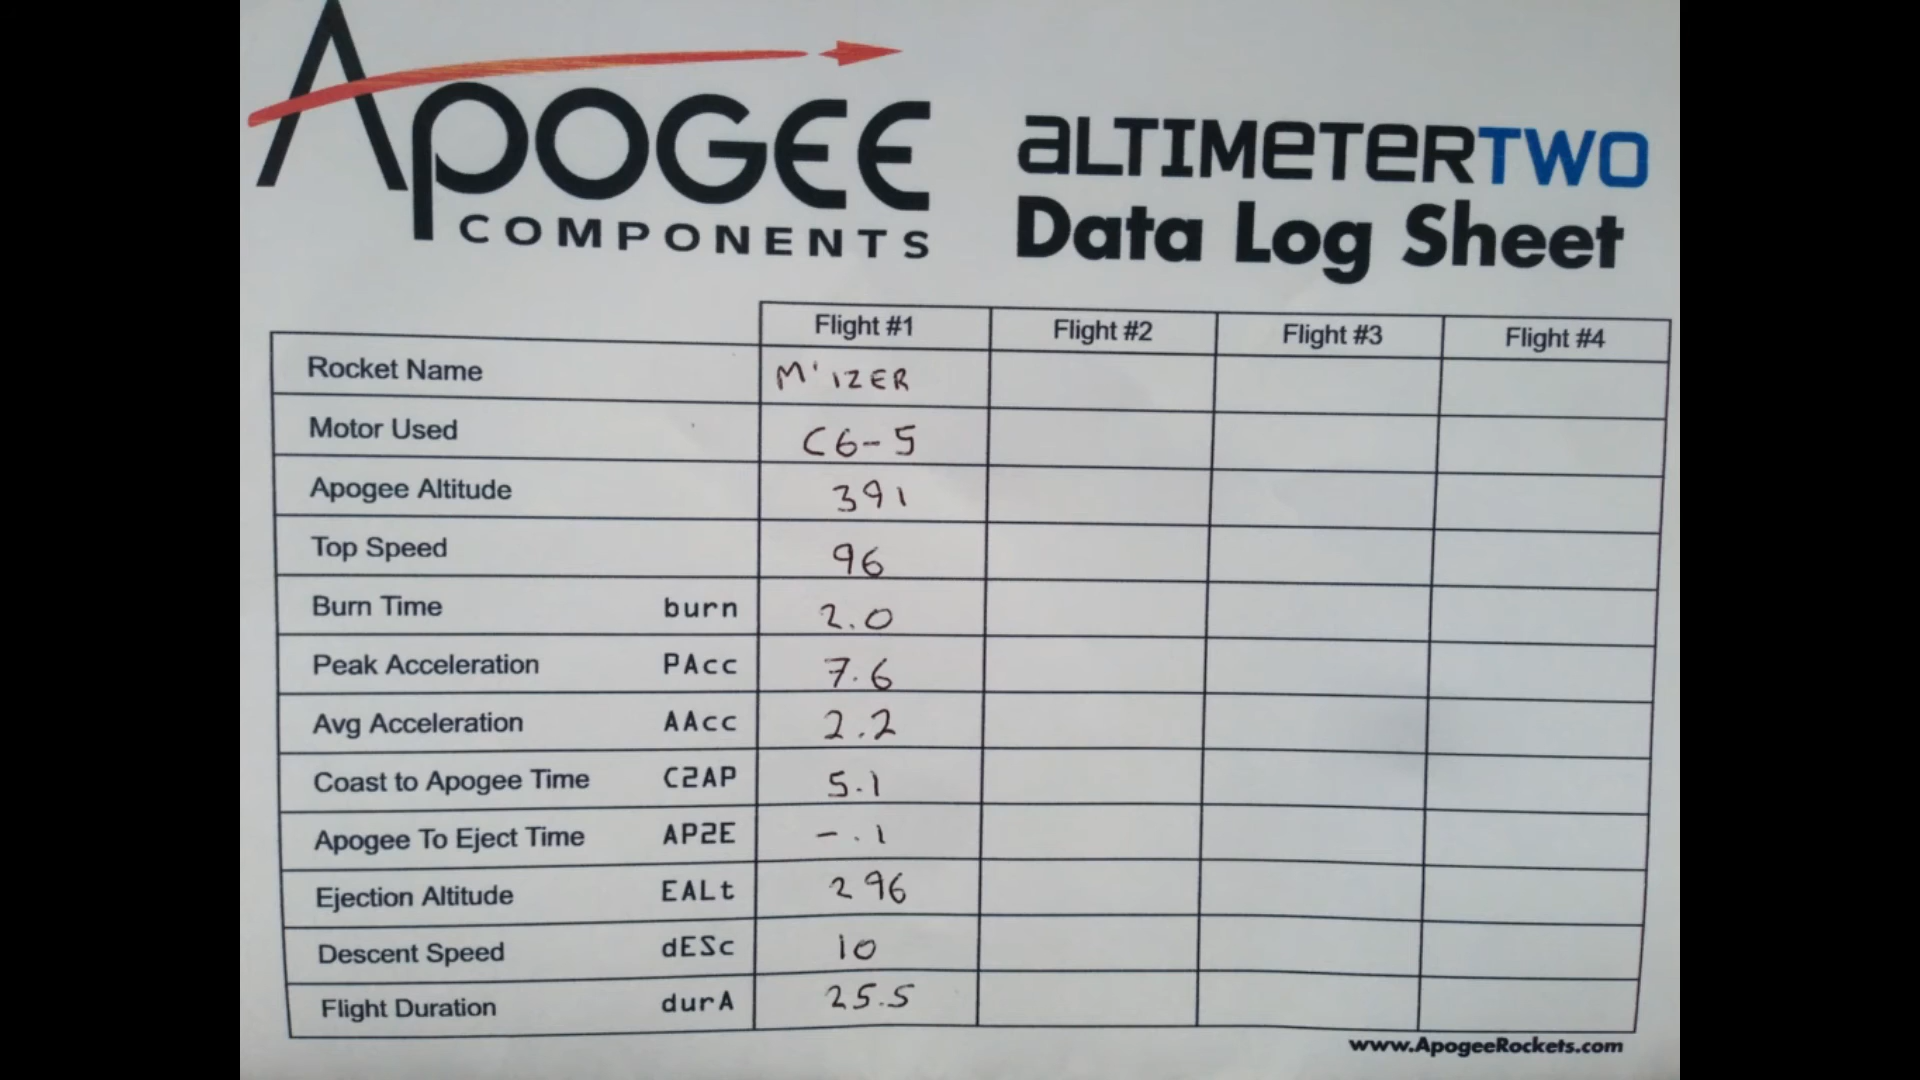 APOGEE
COMPONENTS
aLTIMeTeRTWO
Data Log Sheet
Flight #1 Flight #2 Flight #3 Flight #4
Rocket Name M'IZER
Motor Used C6-5
Apogee Altitude 391
Top Speed 96
Burn Time burn 2.0
Peak Acceleration PAcc 7.6
Avg Acceleration AAcc 2.2
Coast to Apogee Time C2AP 5.1
Apogee To Eject Time AP2E -.1
Ejection Altitude EALt 296
Descent Speed dESc 10
Flight Duration durA 25.5
www.ApogeeRockets.com